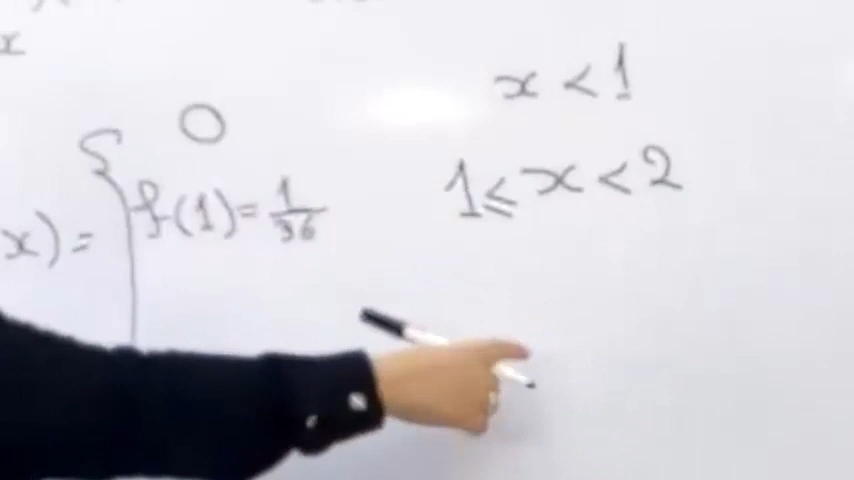 x
0 x < 1
x) = { f(1) = 1/36 1 ≤ x < 2